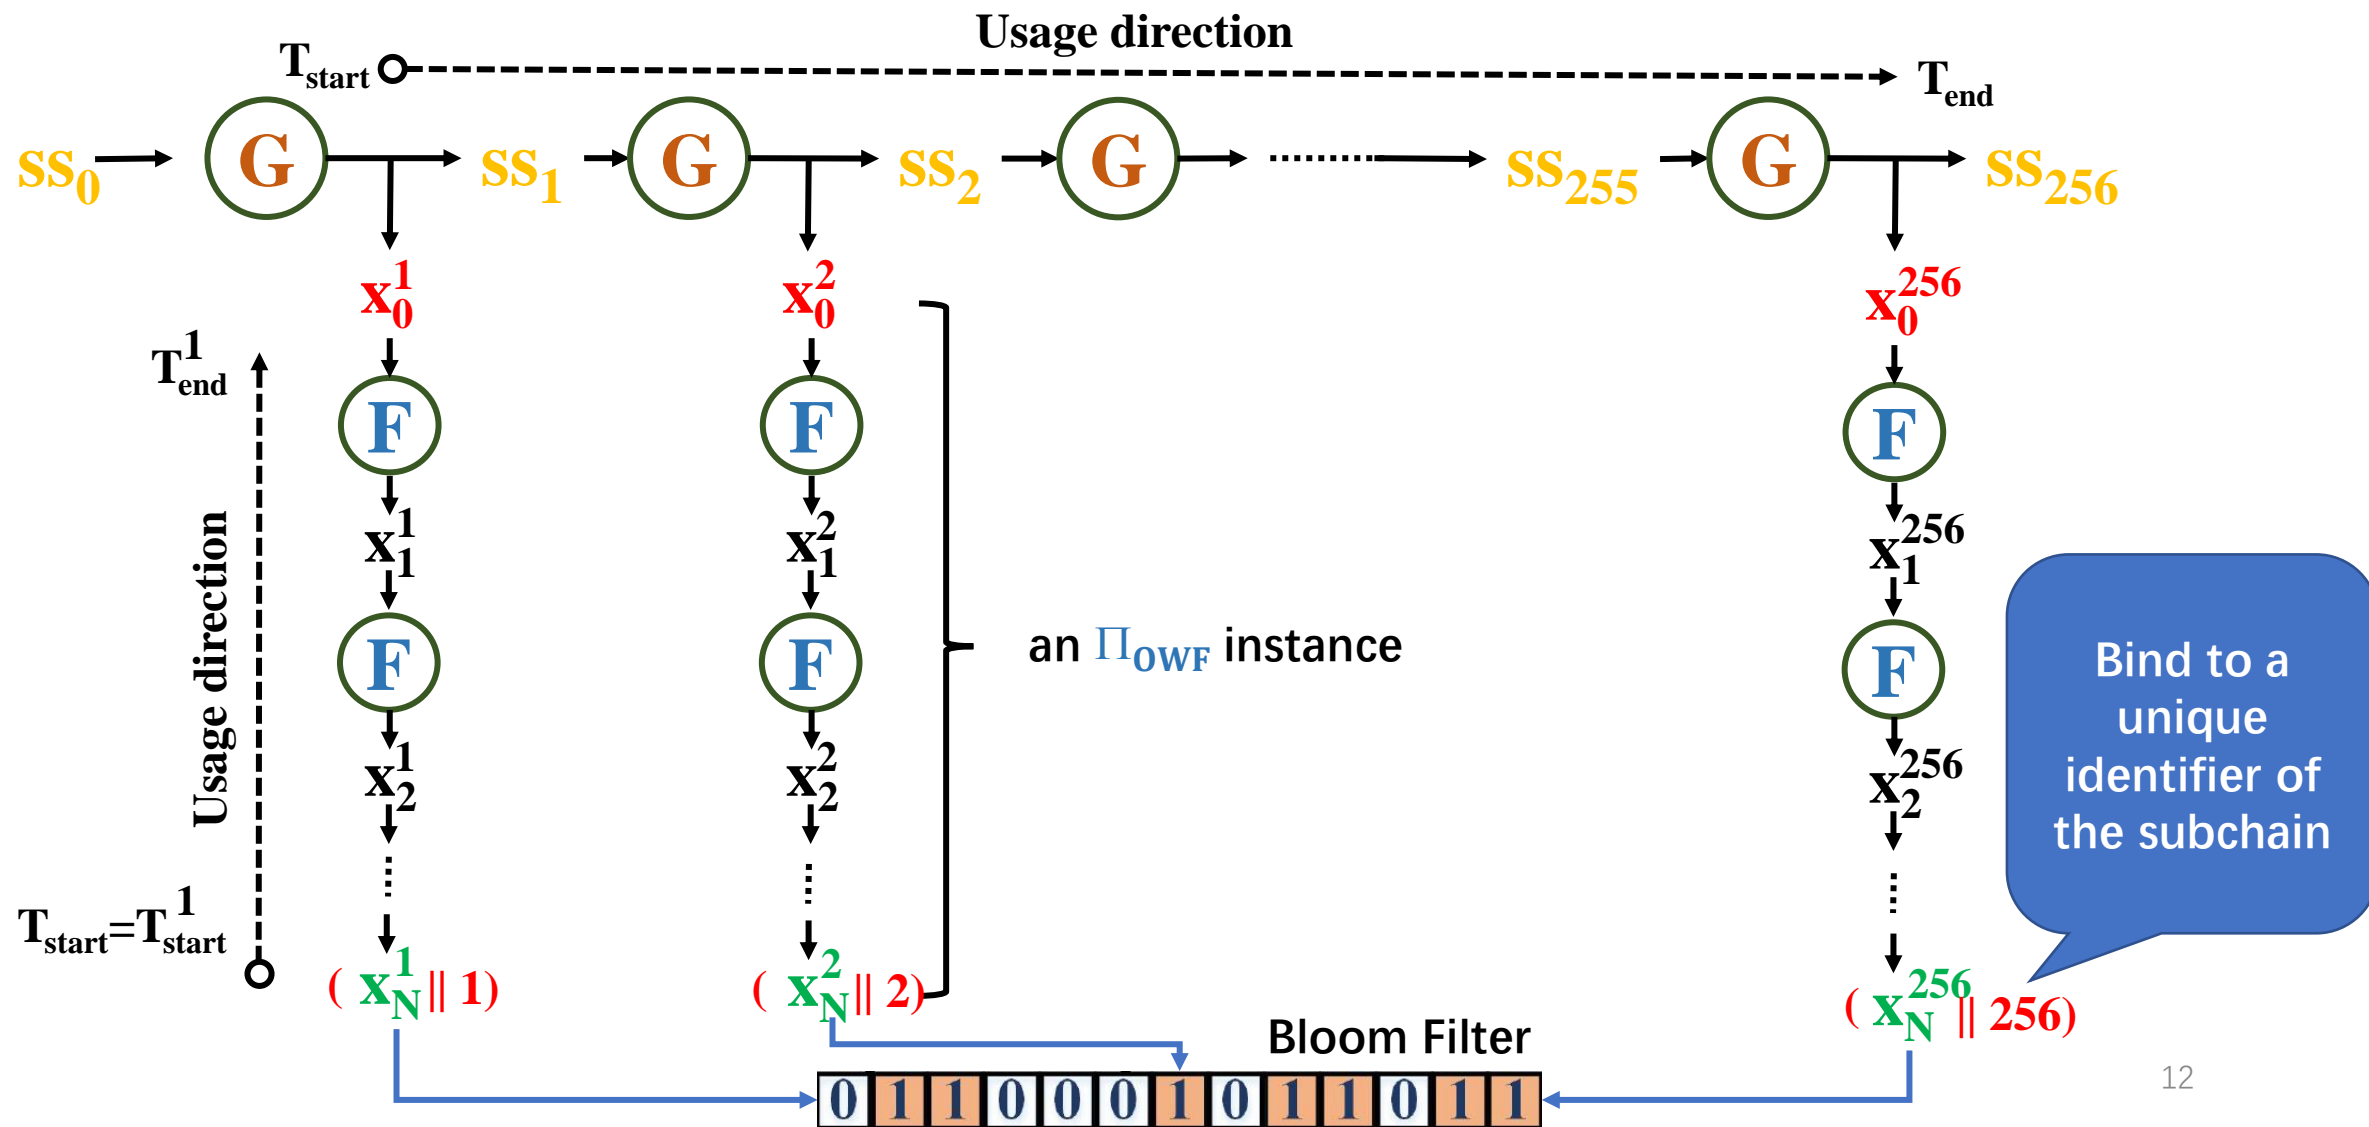 Usage direction
T_start T_end
ss_0 G ss_1 G ss_2 G ss_255 G ss_256
x_0^1 x_0^2 x_0^256
T_end^1
F F F
x_1^1 x_1^2 x_1^256
Usage direction
F F F
an Π_OWF instance
Bind to a
unique
identifier of
the subchain
x_2^1 x_2^2 x_2^256
T_start=T_start^1
( x_N^1 || 1) ( x_N^2 || 2) ( x_N^256 || 256)
Bloom Filter
0 1 1 0 0 0 1 0 1 1 0 1 1
12